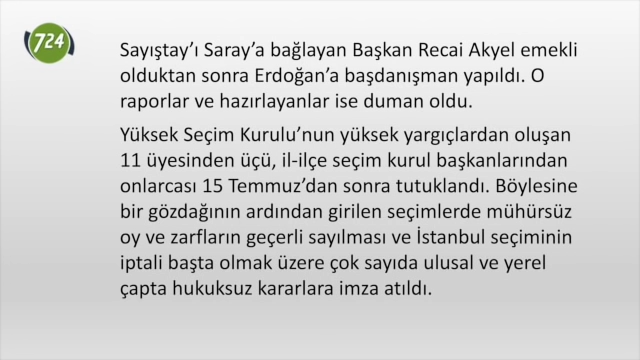 724
Sayıştay’ı Saray’a bağlayan Başkan Recai Akyel emekli
olduktan sonra Erdoğan’a başdanışman yapıldı. O
raporlar ve hazırlayanlar ise duman oldu.
Yüksek Seçim Kurulu’nun yüksek yargıçlardan oluşan
11 üyesinden üçü, il-ilçe seçim kurul başkanlarından
onlarcası 15 Temmuz’dan sonra tutuklandı. Böylesine
bir gözdağının ardından girilen seçimlerde mühürsüz
oy ve zarfların geçerli sayılması ve İstanbul seçiminin
iptali başta olmak üzere çok sayıda ulusal ve yerel
çapta hukuksuz kararlara imza atıldı.